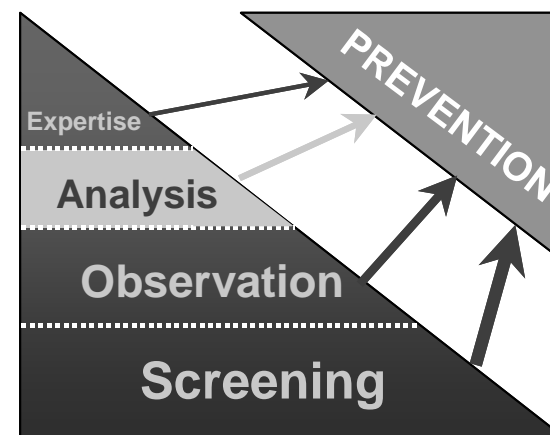 PREVENTION
Expertise
Analysis
Observation
Screening